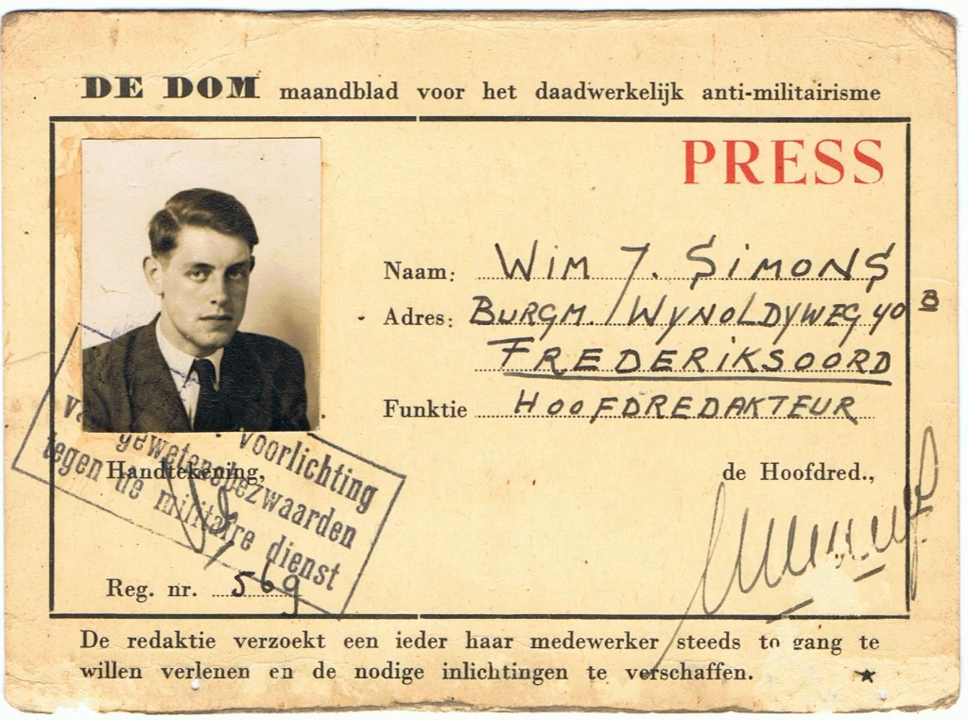 DE DOM maandblad voor het daadwerkelijk anti-militairisme
PRESS
Naam: WIM J. SIMONS
Adres: BURGM. WYNOLDYWEG 40 B
FREDERIKSOORD
Funktie HOOFDREDAKTEUR
voorlichting
gewetensbezwaarden
tegen de militaire dienst
Handtekening,
de Hoofdred.,
Reg. nr. 569
De redaktie verzoekt een ieder haar medewerker steeds to gang te
willen verlenen en de nodige inlichtingen te verschaffen.